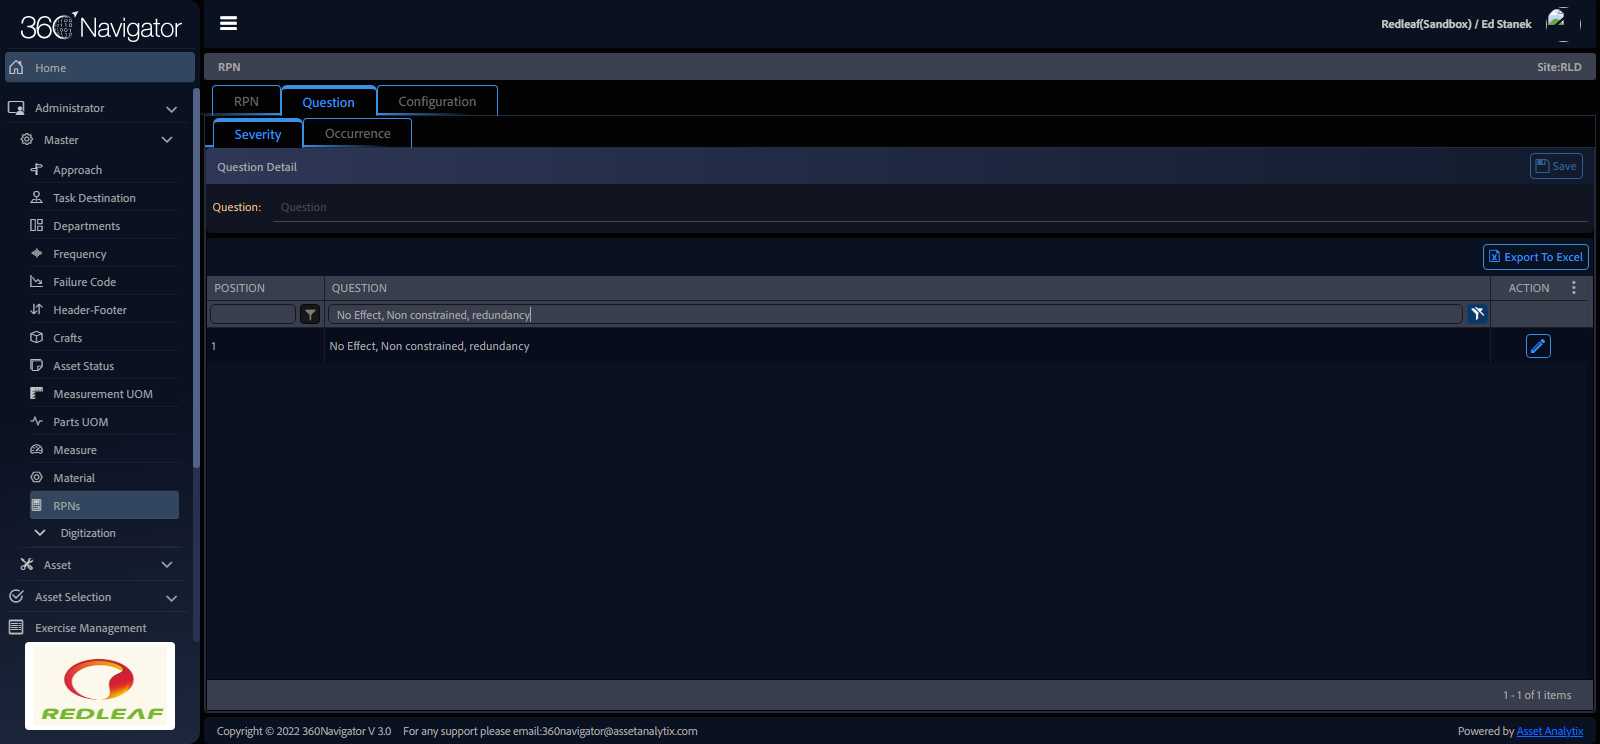 360 Navigator
Redleaf(Sandbox) / Ed Stanek
Home
Administrator
Master
Approach
Task Destination
Departments
Frequency
Failure Code
Header-Footer
Crafts
Asset Status
Measurement UOM
Parts UOM
Measure
Material
RPNs
Digitization
Asset
Asset Selection
Exercise Management
REDLEAF
RPN Site:RLD
RPN Question Configuration
Severity Occurrence
Question Detail Save
Question: Question
Export To Excel
POSITION QUESTION ACTION
No Effect, Non constrained, redundancy
1 No Effect, Non constrained, redundancy
1 - 1 of 1 items
Copyright © 2022 360Navigator V 3.0 For any support please email:360navigator@assetanalytix.com Powered by Asset Analytix